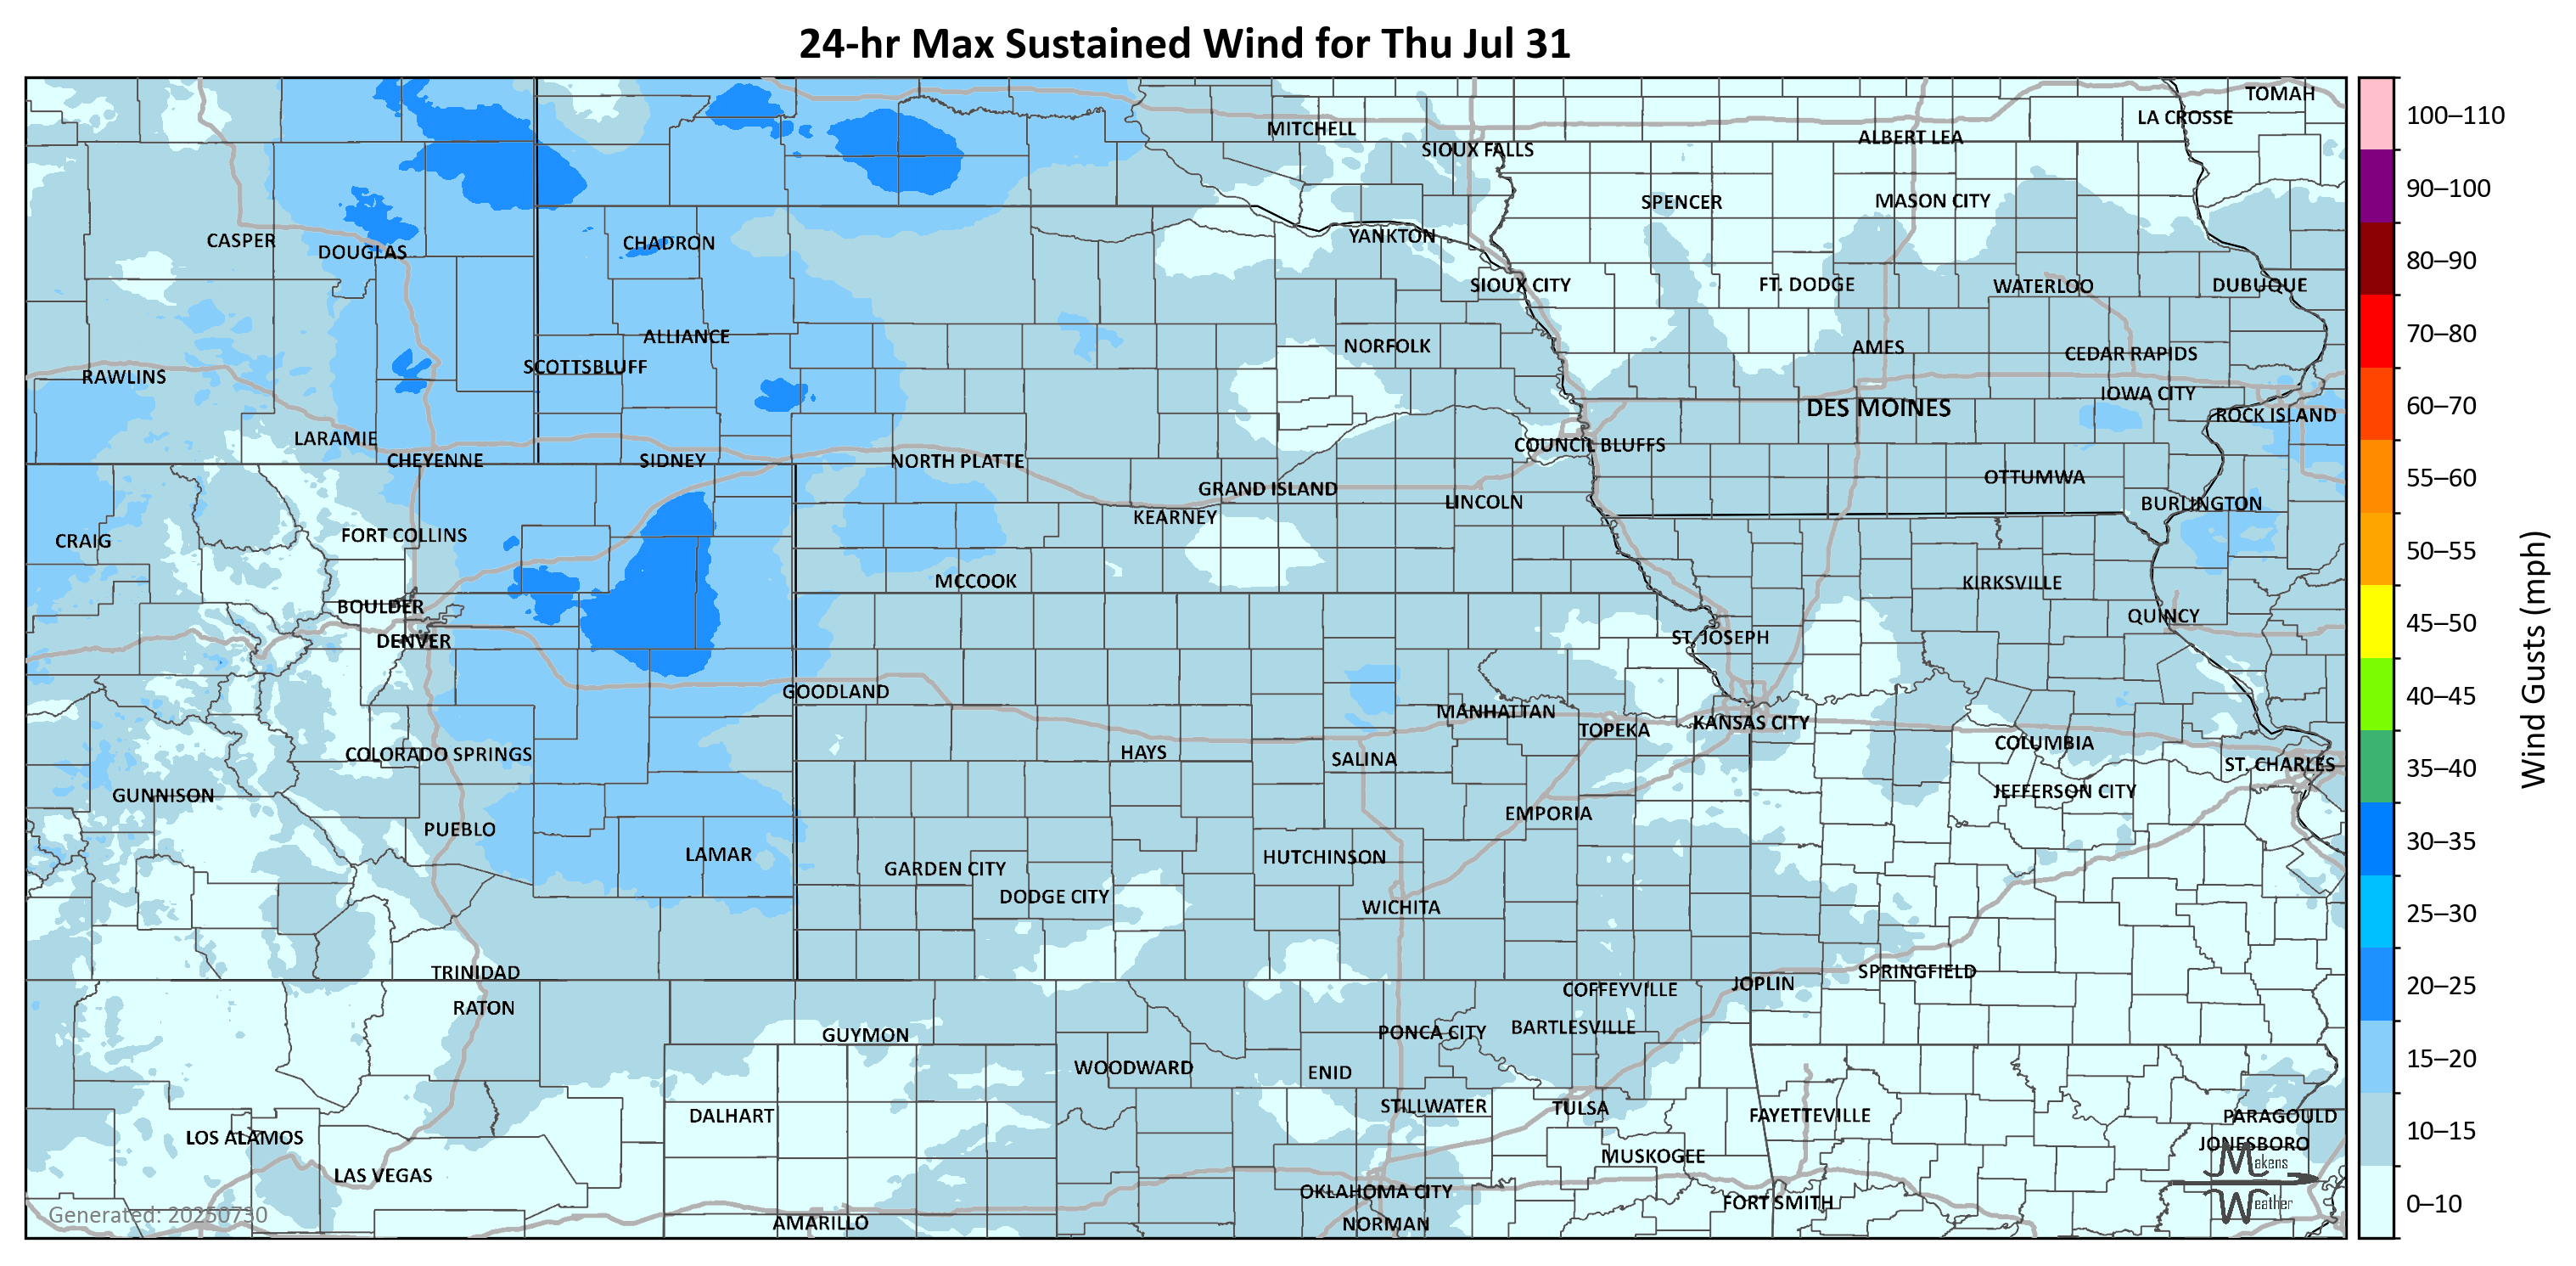 24-hr Max Sustained Wind for Thu Jul 31
TOMAH
LA CROSSE
MITCHELL
ALBERT LEA
SIOUX FALLS
SPENCER
MASON CITY
CASPER
DOUGLAS
CHADRON
YANKTON
SIOUX CITY
FT. DODGE
WATERLOO
DUBUQUE
ALLIANCE
NORFOLK
AMES
CEDAR RAPIDS
SCOTTSBLUFF
RAWLINS
IOWA CITY
DES MOINES
ROCK ISLAND
LARAMIE
COUNCIL BLUFFS
CHEYENNE
SIDNEY
NORTH PLATTE
OTTUMWA
GRAND ISLAND
LINCOLN
BURLINGTON
KEARNEY
FORT COLLINS
CRAIG
MCCOOK
KIRKSVILLE
BOULDER
QUINCY
DENVER
ST. JOSEPH
GOODLAND
MANHATTAN
TOPEKA
KANSAS CITY
COLUMBIA
COLORADO SPRINGS
HAYS
SALINA
ST. CHARLES
GUNNISON
JEFFERSON CITY
EMPORIA
PUEBLO
LAMAR
HUTCHINSON
GARDEN CITY
DODGE CITY
WICHITA
TRINIDAD
SPRINGFIELD
JOPLIN
COFFEYVILLE
RATON
GUYMON
PONCA CITY
BARTLESVILLE
WOODWARD
ENID
STILLWATER
TULSA
DALHART
FAYETTEVILLE
PARAGOULD
LOS ALAMOS
JONESBORO
MUSKOGEE
LAS VEGAS
OKLAHOMA CITY
FORT SMITH
AMARILLO
NORMAN
Makens
Weather
Generated: 20250730
100–110
90–100
80–90
70–80
60–70
55–60
50–55
45–50
40–45
35–40
30–35
25–30
20–25
15–20
10–15
0–10
Wind Gusts (mph)